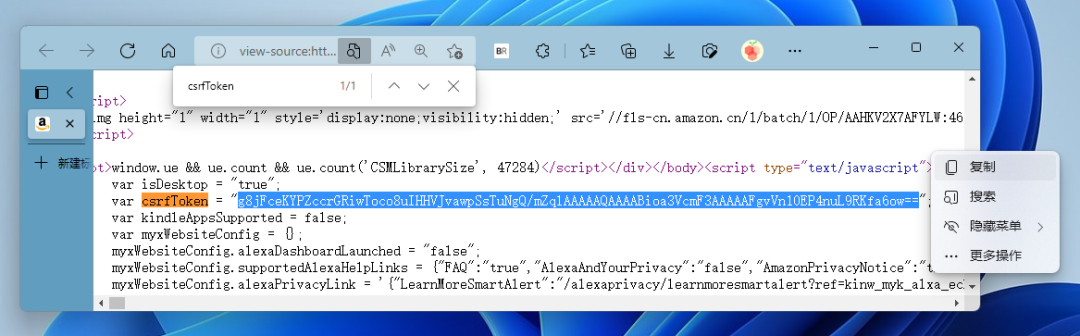 view-source:htt...
BR
csrfToken
1/1
ript>
img height="1" width="1" style='display:none;visibility:hidden;' src='//fls-cn.amazon.cn/1/batch/1/OP/AAHKV2X7AFYLW:46
cript>
新建标
pt>window.ue && ue.count && ue.count('CSMLibrarySize', 47284)</script></div></body><script type="text/javascript">
var isDesktop = "true";
var csrfToken = "g8jFceKYPZccrGRiwToco8uIHHVJvawpSsTuNgQ/mZqlAAAAAQAAAABioa3VcmF3AAAAAFgvVn10EP4nuL9RKfa6ow==";
var kindleAppsSupported = false;
var myxWebsiteConfig = {};
myxWebsiteConfig.alexaDashboardLaunched = "false";
myxWebsiteConfig.supportedAlexaHelpLinks = {"FAQ":"true","AlexaAndYourPrivacy":"false","AmazonPrivacyNotice":"t
myxWebsiteConfig.alexaPrivacyLink = '{"LearnMoreSmartAlert":"/alexaprivacy/learnmoresmartalert?ref=kinw_myk_alxa_ec
复制
搜索
隐藏菜单
更多操作